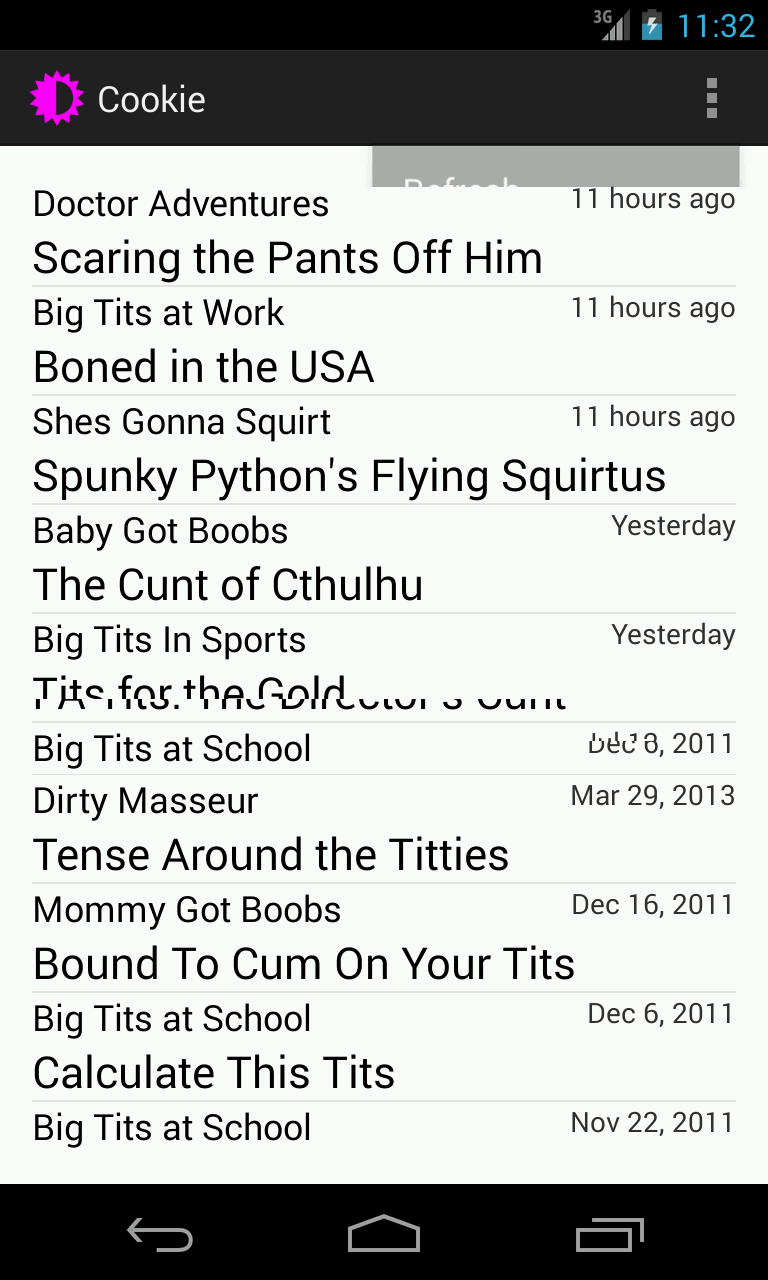 3G 11:32
Cookie
Refresh
Doctor Adventures 11 hours ago
Scaring the Pants Off Him
Big Tits at Work 11 hours ago
Boned in the USA
Shes Gonna Squirt 11 hours ago
Spunky Python's Flying Squirtus
Baby Got Boobs Yesterday
The Cunt of Cthulhu
Big Tits In Sports Yesterday
Tits for the Gold
Big Tits at School 2011
Dirty Masseur Mar 29, 2013
Tense Around the Titties
Mommy Got Boobs Dec 16, 2011
Bound To Cum On Your Tits
Big Tits at School Dec 6, 2011
Calculate This Tits
Big Tits at School Nov 22, 2011